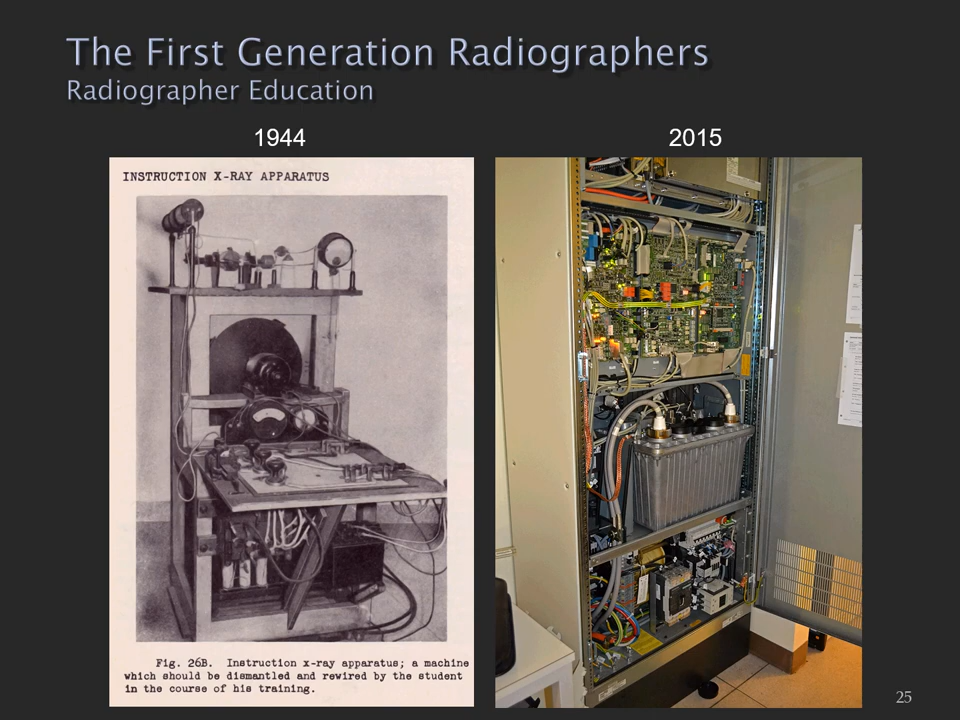 The First Generation Radiographers
Radiographer Education
1944
2015
INSTRUCTION X-RAY APPARATUS
Fig. 26B. Instruction x-ray apparatus; a machine
which should be dismantled and rewired by the student
in the course of his training.
25